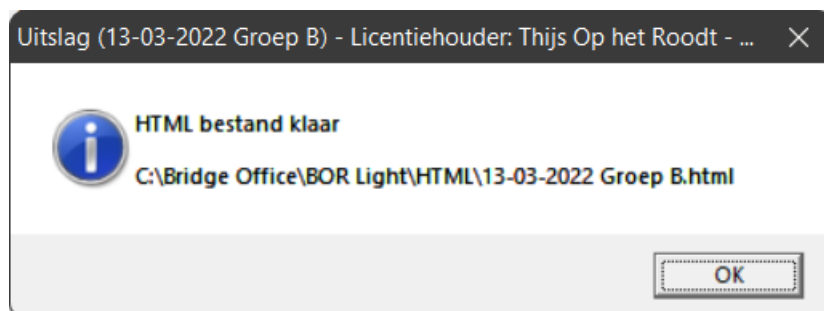 Uitslag (13-03-2022 Groep B) - Licentiehouder: Thijs Op het Roodt - ...
HTML bestand klaar
C:\Bridge Office\BOR Light\HTML\13-03-2022 Groep B.html
OK